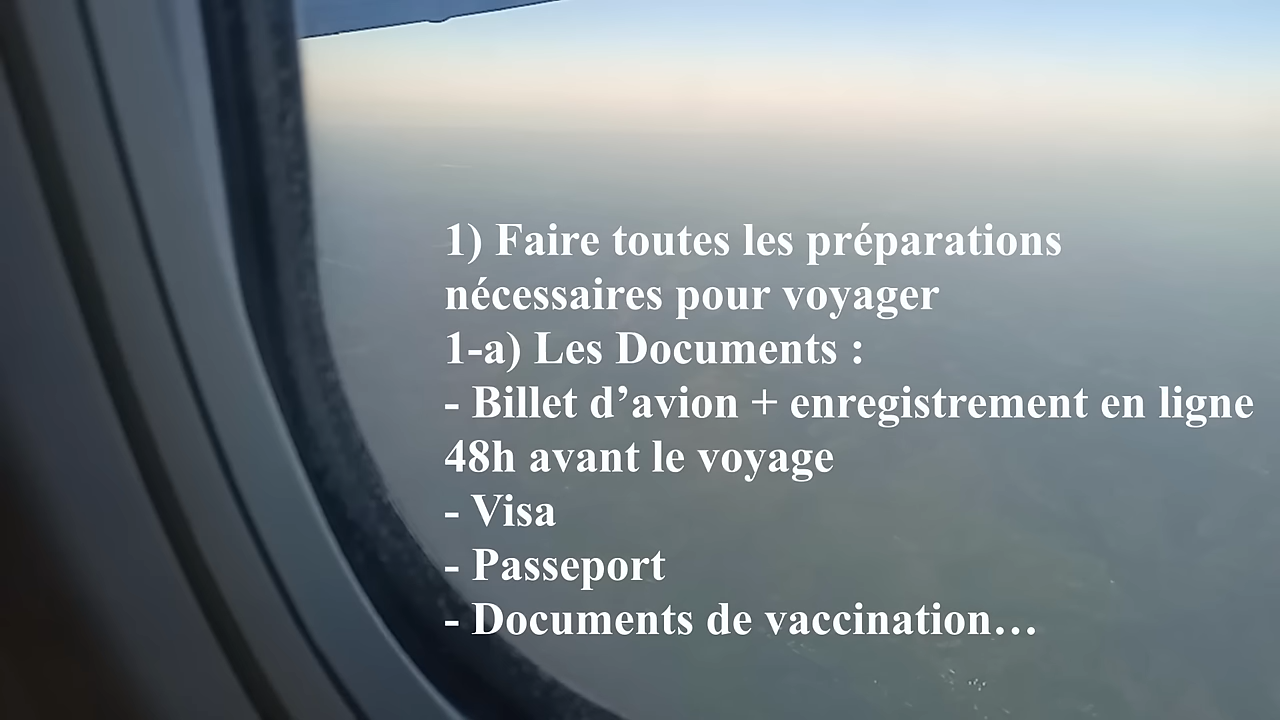 1) Faire toutes les préparations
nécessaires pour voyager
1-a) Les Documents :
- Billet d’avion + enregistrement en ligne
48h avant le voyage
- Visa
- Passeport
- Documents de vaccination…